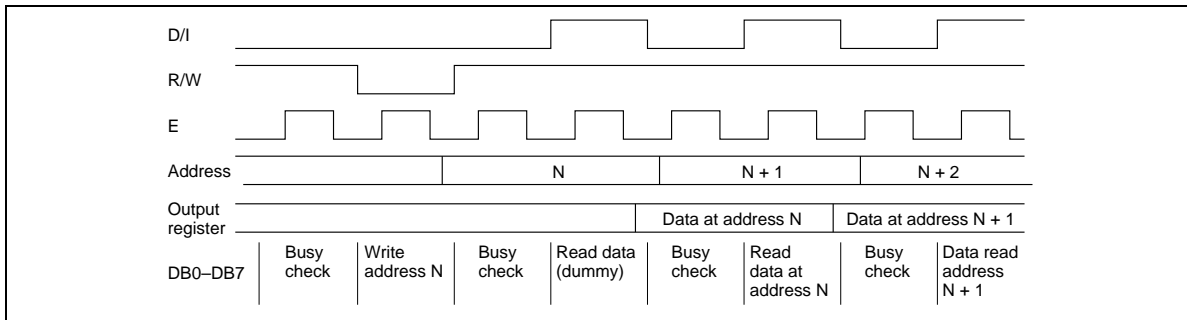 D/I
R/W
E
Address N N + 1 N + 2
Output
register
Data at address N Data at address N + 1
DB0–DB7
Busy
check
Write
address N
Busy
check
Read data
(dummy)
Busy
check
Read
data at
address N
Busy
check
Data read
address
N + 1